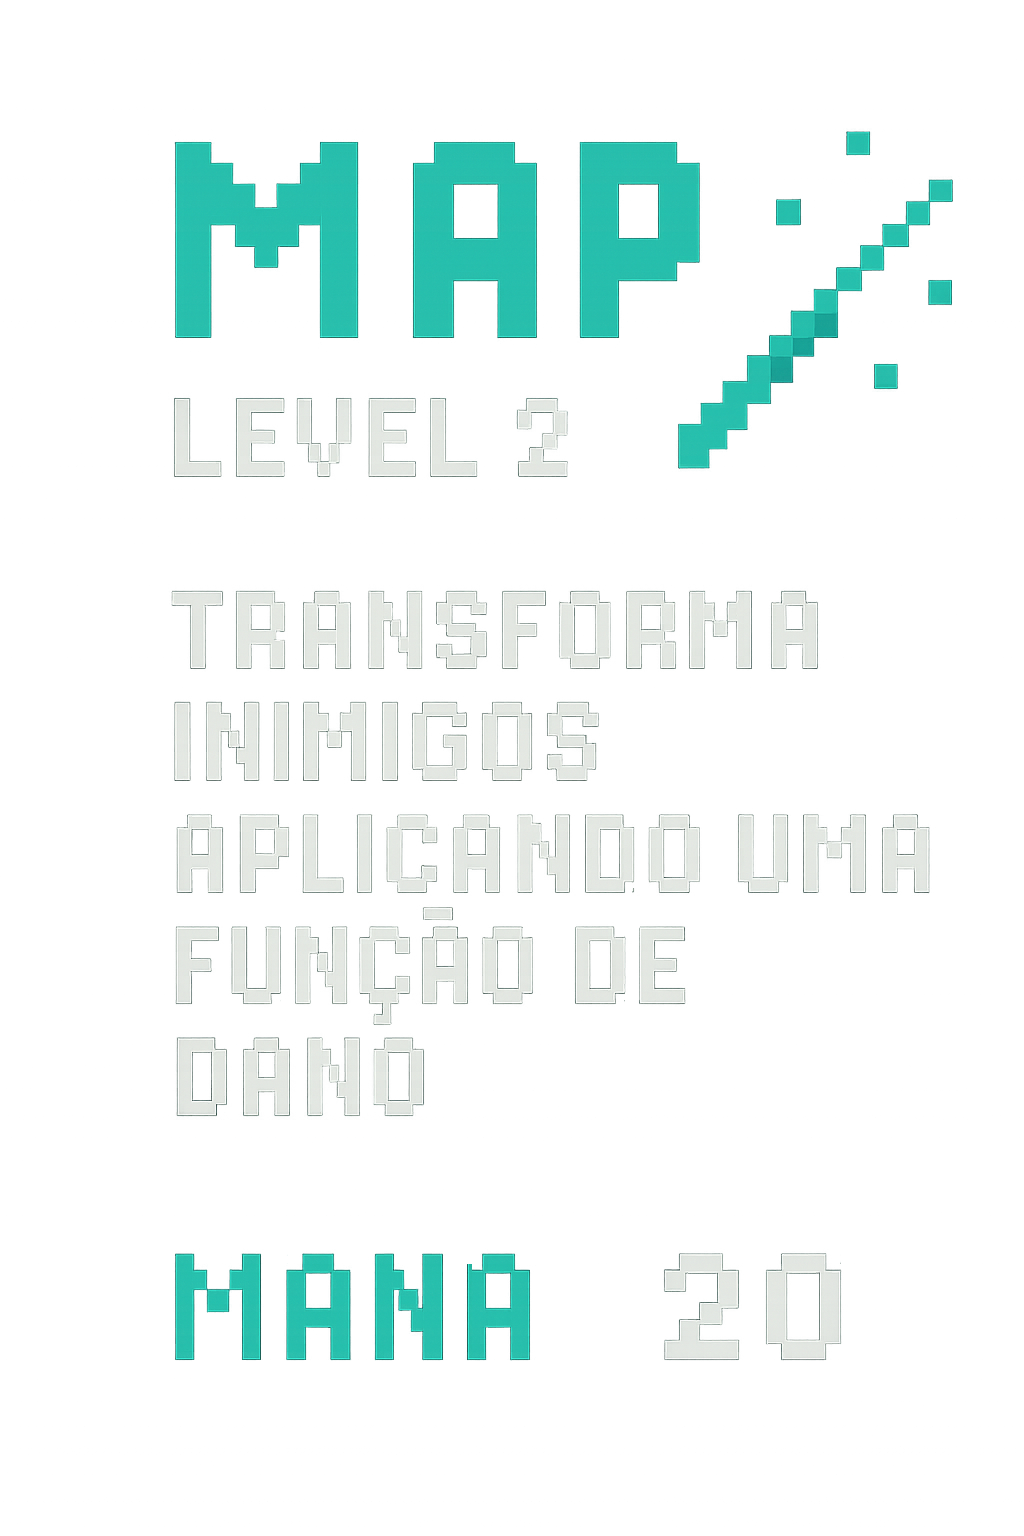 MAP
LEVEL 2
TRANSFORMA
INIMIGOS
APLICANDO UMA
FUNÇÃO DE
DANO
MANA 20